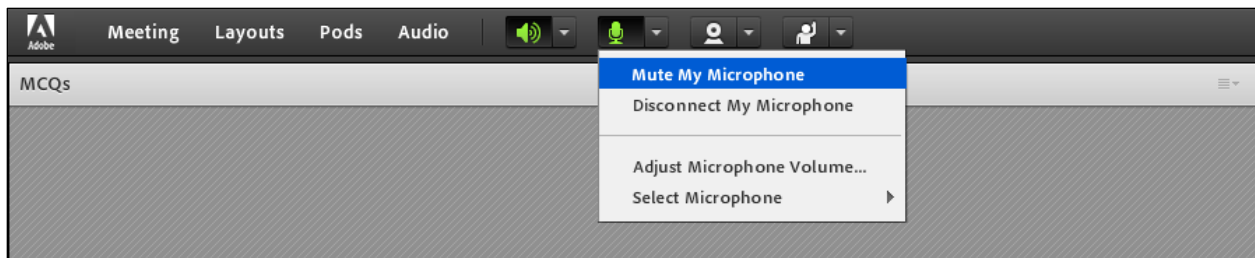 Adobe
Meeting Layouts Pods Audio
MCQs
Mute My Microphone
Disconnect My Microphone
Adjust Microphone Volume...
Select Microphone